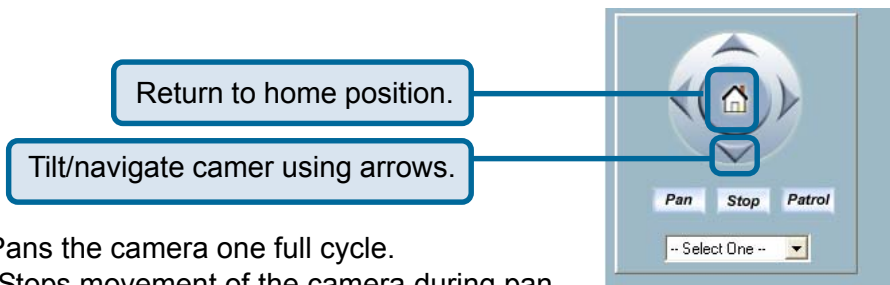 Return to home position.
Tilt/navigate camer using arrows.
Pan Stop Patrol
-- Select One --
Pans the camera one full cycle.
Stops movement of the camera during pan